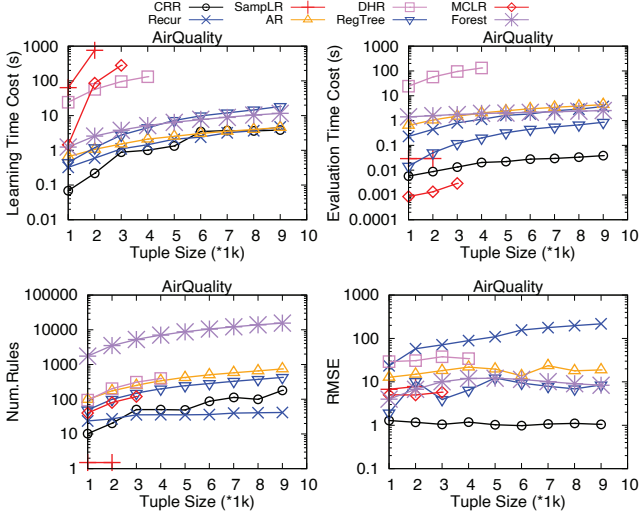 CRR SampLR DHR MCLR
Recur AR RegTree Forest
AirQuality
Learning Time Cost (s)
1000
100
10
1
0.1
0.01
1 2 3 4 5 6 7 8 9 10
Tuple Size (*1k)
AirQuality
Evaluation Time Cost (s)
1000
100
10
1
0.1
0.01
0.001
0.0001
1 2 3 4 5 6 7 8 9 10
Tuple Size (*1k)
AirQuality
Num.Rules
100000
10000
1000
100
10
1
1 2 3 4 5 6 7 8 9 10
Tuple Size (*1k)
AirQuality
RMSE
1000
100
10
1
0.1
1 2 3 4 5 6 7 8 9 10
Tuple Size (*1k)